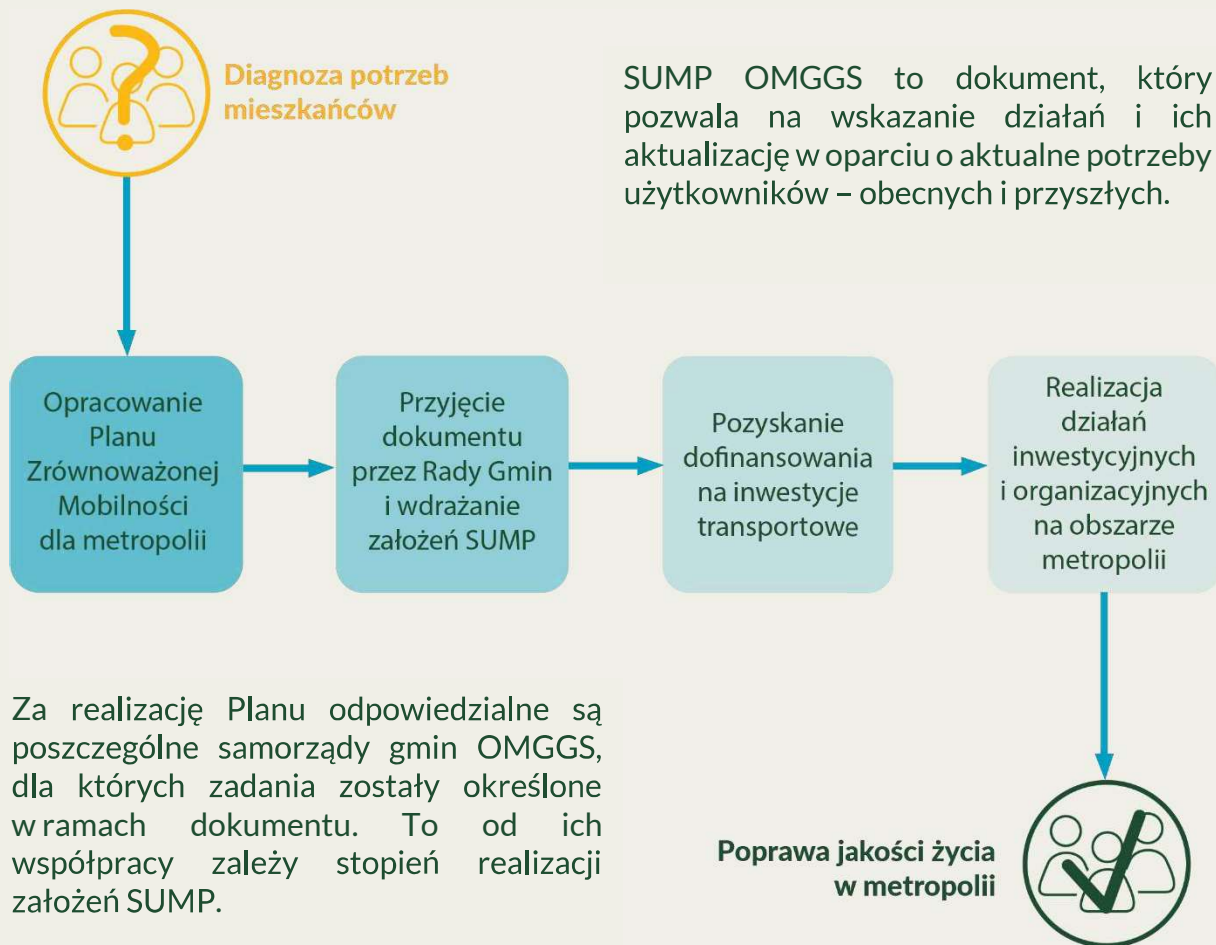 Diagnoza potrzeb
mieszkańców
SUMP OMGGS to dokument, który
pozwala na wskazanie działań i ich
aktualizację w oparciu o aktualne potrzeby
użytkowników – obecnych i przyszłych.
Opracowanie
Planu
Zrównoważonej
Mobilności
dla metropolii
Przyjęcie
dokumentu
przez Rady Gmin
i wdrażanie
założeń SUMP
Pozyskanie
dofinansowania
na inwestycje
transportowe
Realizacja
działań
inwestycyjnych
i organizacyjnych
na obszarze
metropolii
Za realizację Planu odpowiedzialne są
poszczególne samorządy gmin OMGGS,
dla których zadania zostały określone
w ramach dokumentu. To od ich
współpracy zależy stopień realizacji
założeń SUMP.
Poprawa jakości życia
w metropolii